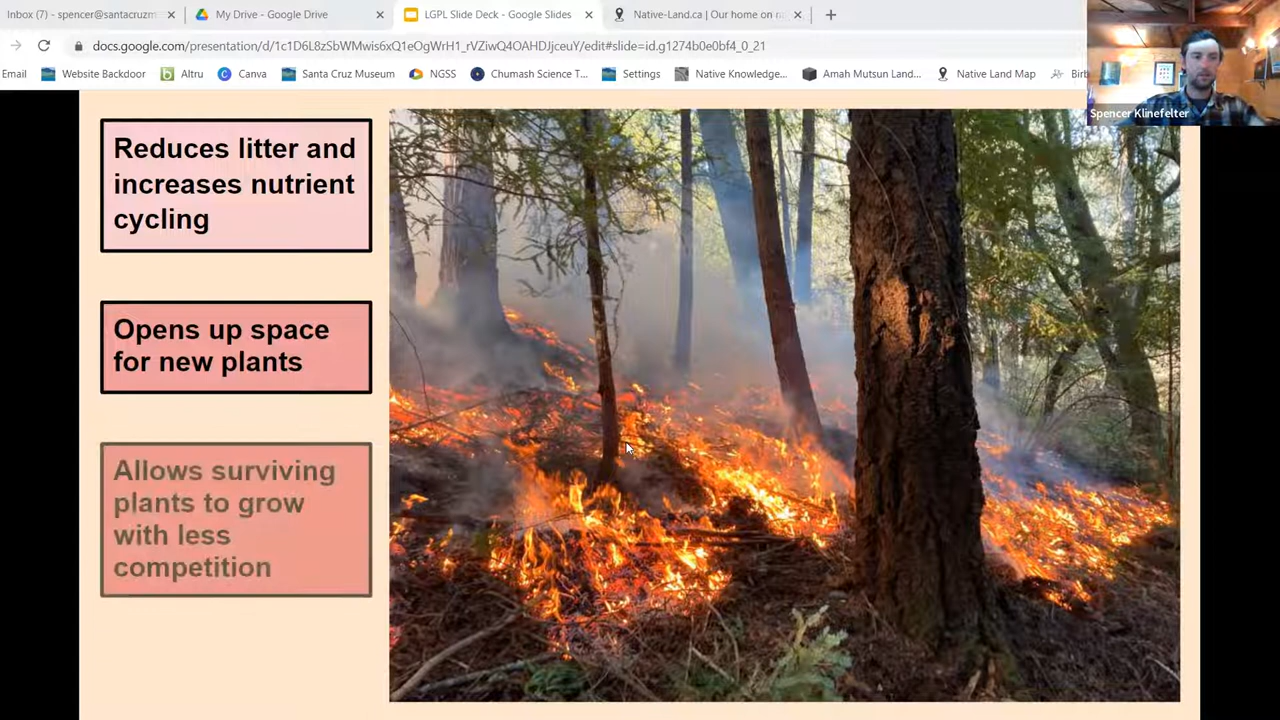 Inbox (7) - spencer@santacruzm
My Drive - Google Drive
LGPL Slide Deck - Google Slides
Native-Land.ca | Our home on na
docs.google.com/presentation/d/1c1D6L8zSbWMwis6xQ1eOgWrH1_rVZiwQ4OAHDJjceuY/edit#slide=id.g1274b0e0bf4_0_21
Email
Website Backdoor
Altru
Canva
Santa Cruz Museum
NGSS
Chumash Science T...
Settings
Native Knowledge...
Amah Mutsun Lan...
Native Land Map
Birb
Spencer Klinefelter
Reduces litter and
increases nutrient
cycling
Opens up space
for new plants
Allows surviving
plants to grow
with less
competition